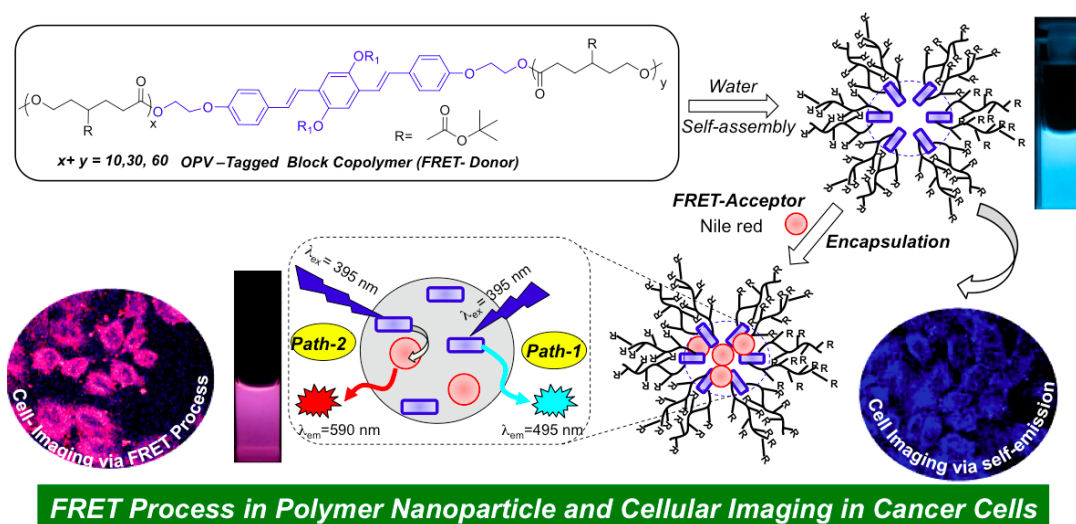 O
R
O
x
O
O
OR₁
R₁O
O
O
O
R
O
y
R=
O
O
x+ y = 10,30, 60 OPV –Tagged Block Copolymer (FRET- Donor)
Water
Self-assembly
FRET-Acceptor
Nile red
Encapsulation
λex = 395 nm
λex = 395 nm
Path-2
Path-1
λem=590 nm
λem=495 nm
Cell- Imaging via FRET Process
Cell Imaging via self-emission
FRET Process in Polymer Nanoparticle and Cellular Imaging in Cancer Cells